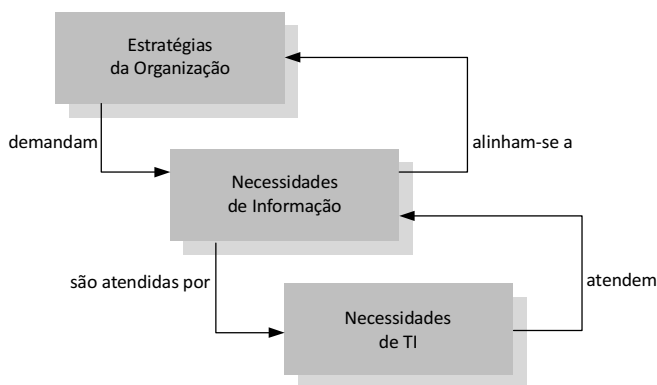 Estratégias
da Organização
demandam
alinham-se a
Necessidades
de Informação
são atendidas por
atendem
Necessidades
de TI